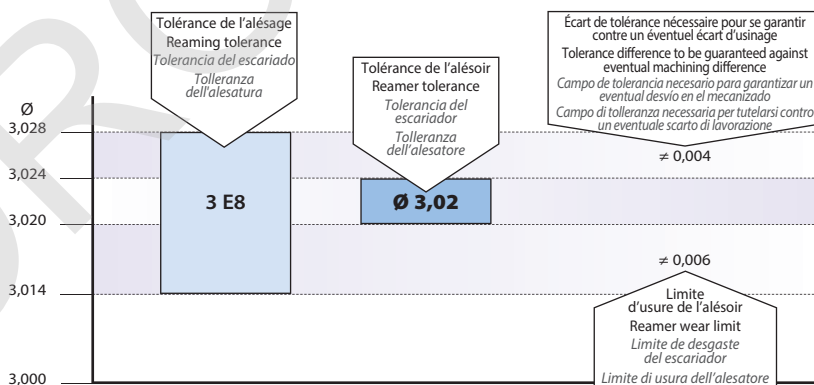 Tolérance de l'alésage
Reaming tolerance
Tolerancia del escariado
Tolleranza
dell'alesatura
Tolérance de l'alésoir
Reamer tolerance
Tolerancia del
escariador
Tolleranza
dell'alesatore
Écart de tolérance nécessaire pour se garantir
contre un éventuel écart d'usinage
Tolerance difference to be guaranteed against
eventual machining difference
Campo de tolerancia necesario para garantizar un
eventual desvío en el mecanizado
Campo di tolleranza necessaria per tutelarsi contro
un eventuale scarto di lavorazione
Ø
3,028
3,024
3,020
3,014
3,000
3 E8
Ø 3,02
≠ 0,004
≠ 0,006
Limite
d'usure de l'alésoir
Reamer wear limit
Limite de desgaste
del escariador
Limite di usura dell'alesatore